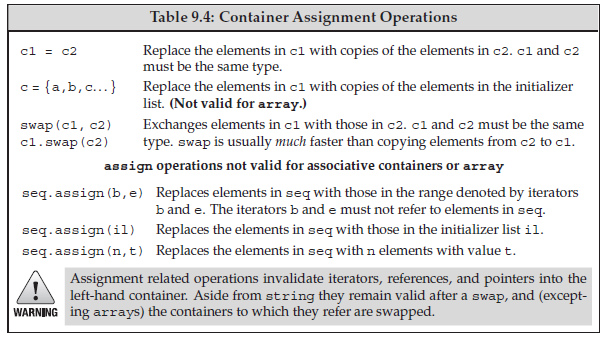 Table 9.4: Container Assignment Operations
c1 = c2 Replace the elements in c1 with copies of the elements in c2. c1 and c2
must be the same type.
c = {a,b,c...} Replace the elements in c1 with copies of the elements in the initializer
list. (Not valid for array.)
swap(c1, c2) Exchanges elements in c1 with those in c2. c1 and c2 must be the same
c1.swap(c2) type. swap is usually much faster than copying elements from c2 to c1.
assign operations not valid for associative containers or array
seq.assign(b,e) Replaces elements in seq with those in the range denoted by iterators
b and e. The iterators b and e must not refer to elements in seq.
seq.assign(il) Replaces the elements in seq with those in the initializer list il.
seq.assign(n,t) Replaces the elements in seq with n elements with value t.
Assignment related operations invalidate iterators, references, and pointers into the
left-hand container. Aside from string they remain valid after a swap, and (except-
WARNING ing arrays) the containers to which they refer are swapped.